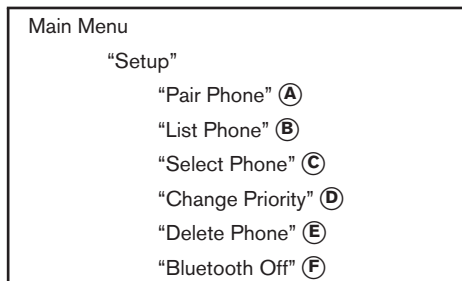 Main Menu
“Setup”
“Pair Phone” Ⓐ
“List Phone” Ⓑ
“Select Phone” Ⓒ
“Change Priority” Ⓓ
“Delete Phone” Ⓔ
“Bluetooth Off” Ⓕ